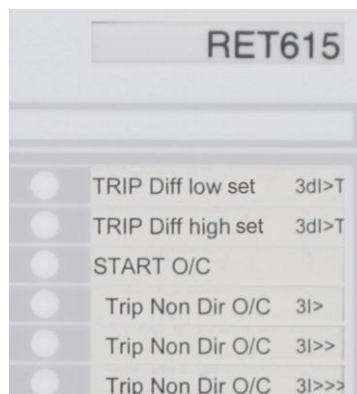 RET615
TRIP Diff low set 3dI>T
TRIP Diff high set 3dI>T
START O/C
Trip Non Dir O/C 3I>
Trip Non Dir O/C 3I>>
Trip Non Dir O/C 3I>>>